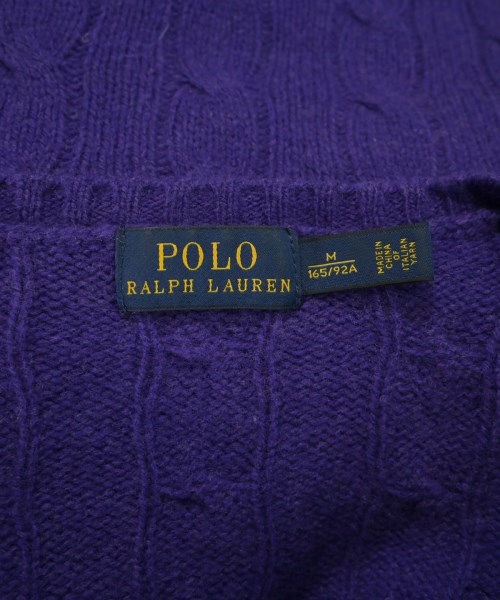 POLO
RALPH LAUREN
M
165/92A
MADE IN
CHINA
OF
ITALIAN
YARN